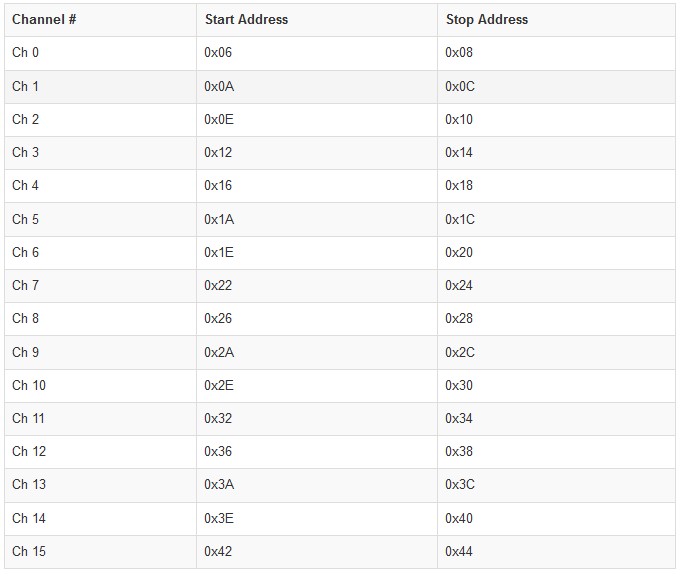 Channel # Start Address Stop Address
Ch 0 0x06 0x08
Ch 1 0x0A 0x0C
Ch 2 0x0E 0x10
Ch 3 0x12 0x14
Ch 4 0x16 0x18
Ch 5 0x1A 0x1C
Ch 6 0x1E 0x20
Ch 7 0x22 0x24
Ch 8 0x26 0x28
Ch 9 0x2A 0x2C
Ch 10 0x2E 0x30
Ch 11 0x32 0x34
Ch 12 0x36 0x38
Ch 13 0x3A 0x3C
Ch 14 0x3E 0x40
Ch 15 0x42 0x44